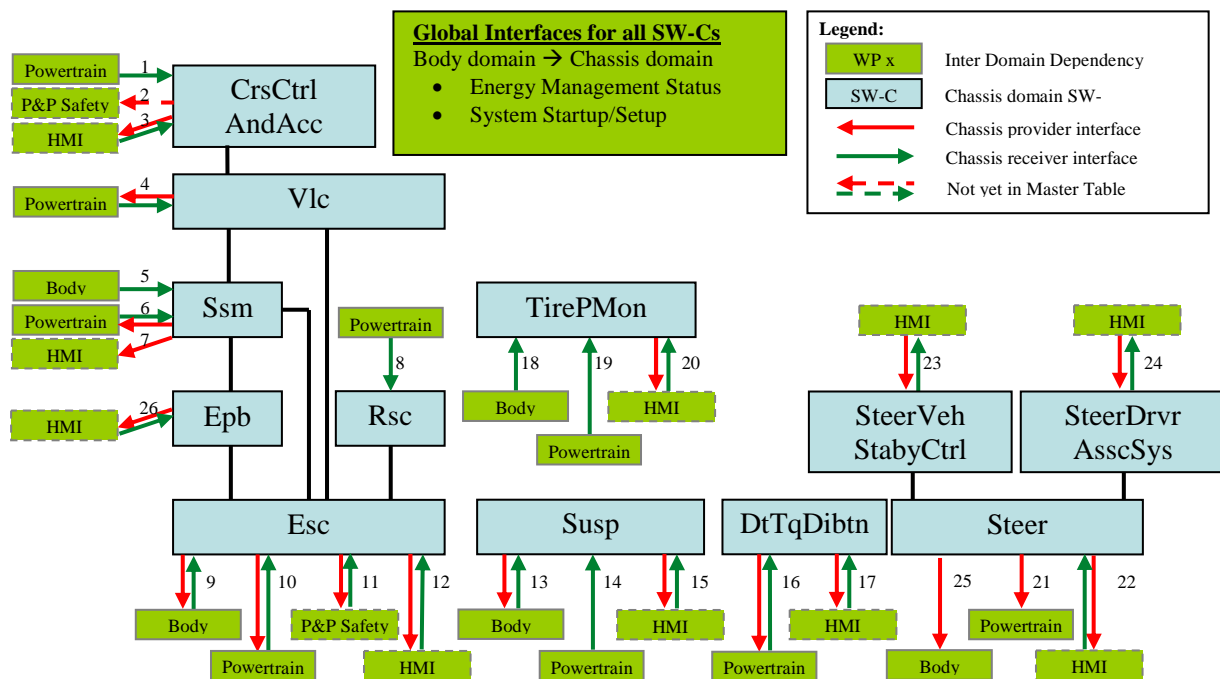 Global Interfaces for all SW-Cs
Body domain → Chassis domain
• Energy Management Status
• System Startup/Setup
Legend:
WP x
Inter Domain Dependency
SW-C
Chassis domain SW-
Chassis provider interface
Chassis receiver interface
Not yet in Master Table
Powertrain
1
P&P Safety
2
HMI
3
CrsCtrl
AndAcc
Powertrain
4
Vlc
Body
5
Powertrain
6
HMI
7
Ssm
Powertrain
8
TirePMon
18
19
20
Body
HMI
Powertrain
HMI
23
HMI
24
HMI
26
Epb
Rsc
SteerVeh
StabyCtrl
SteerDrvr
AsscSys
Esc
Susp
DtTqDibtn
Steer
9
10
11
12
13
14
15
16
17
25
21
22
Body
P&P Safety
Body
HMI
HMI
Powertrain
Powertrain
HMI
Powertrain
Powertrain
Body
HMI